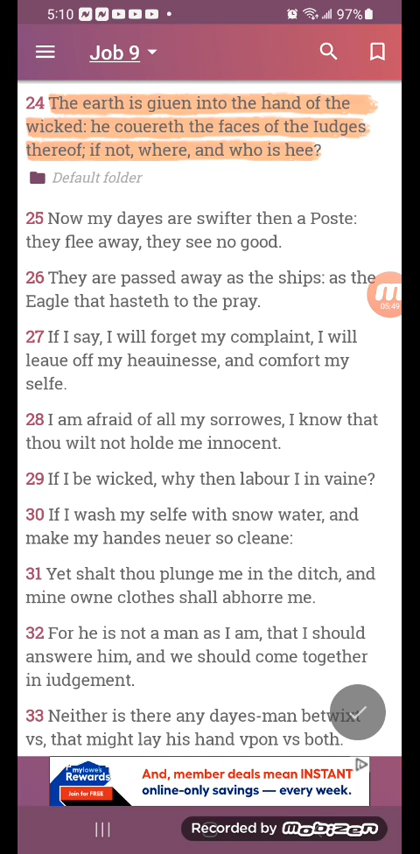 5:10
97%
Job 9
24 The earth is giuen into the hand of the
wicked: he couereth the faces of the Iudges
thereof; if not, where, and who is hee?
Default folder
25 Now my dayes are swifter then a Poste:
they flee away, they see no good.
26 They are passed away as the ships: as the
Eagle that hasteth to the pray.
05:49
27 If I say, I will forget my complaint, I will
leaue off my heauinesse, and comfort my
selfe.
28 I am afraid of all my sorrowes, I know that
thou wilt not holde me innocent.
29 If I be wicked, why then labour I in vaine?
30 If I wash my selfe with snow water, and
make my handes neuer so cleane:
31 Yet shalt thou plunge me in the ditch, and
mine owne clothes shall abhorre me.
32 For he is not a man as I am, that I should
answere him, and we should come together
in iudgement.
33 Neither is there any dayes-man betwixt
vs, that might lay his hand vpon vs both.
mylowe's
Rewards
Join for FREE
And, member deals mean INSTANT
online-only savings — every week.
Recorded by mobizen